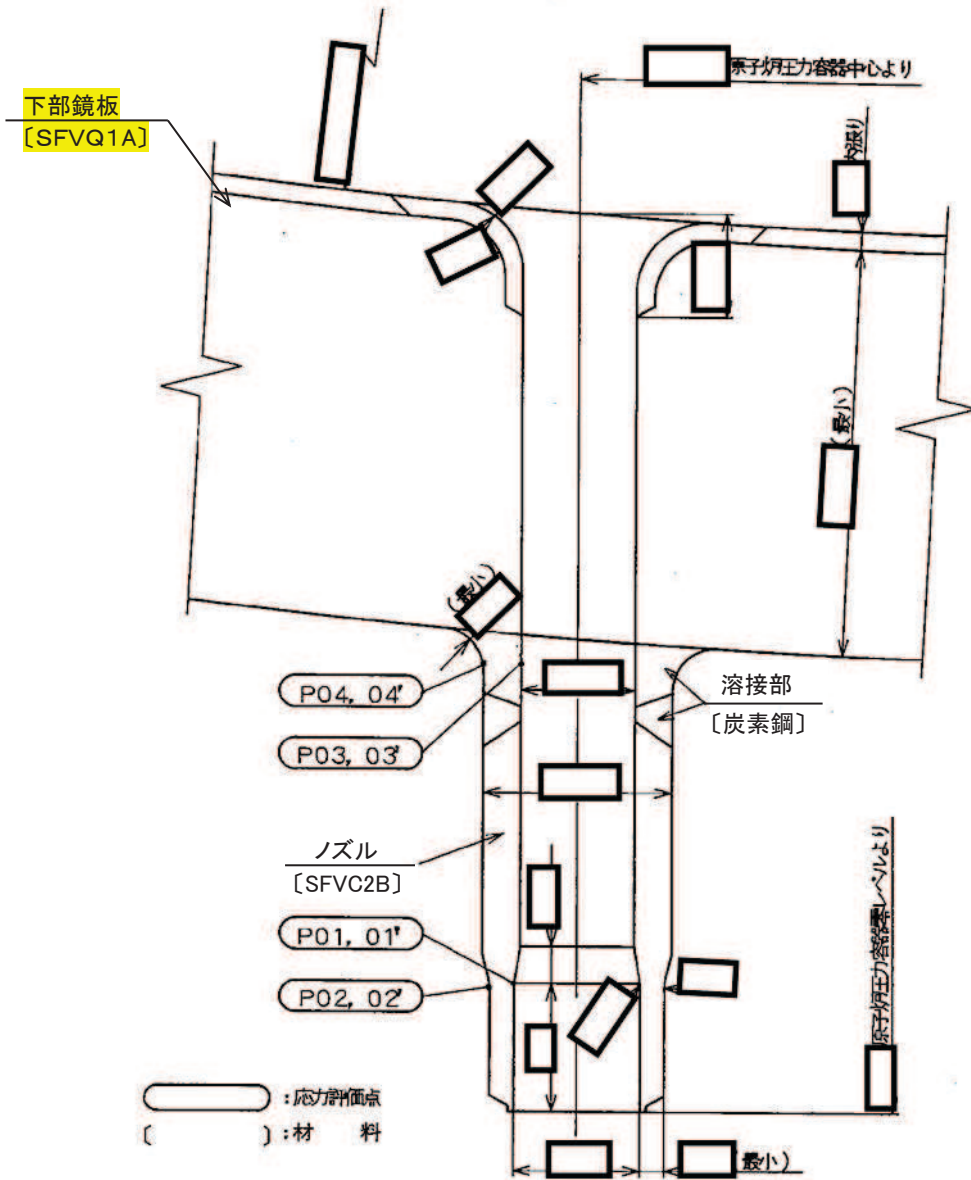 原子炉圧力容器中心より
下部鏡板
〔SFVQ1A〕
内張り
(最小)
(最小)
P04, 04'
P03, 03'
溶接部
〔炭素鋼〕
ノズル
〔SFVC2B〕
P01, 01'
P02, 02'
原子炉圧力容器零レベルより
:応力評価点
〔 〕:材 料
(最小)